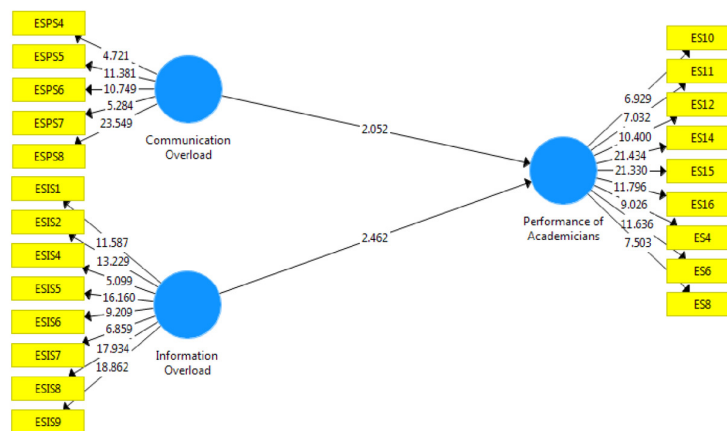 ESPS4
ESPS5
ESPS6
ESPS7
ESPS8
4.721
11.381
10.749
5.284
23.549
Communication
Overload
ESIS1
ESIS2
ESIS4
ESIS5
ESIS6
ESIS7
ESIS8
ESIS9
11.587
13.229
5.099
16.160
9.209
6.859
17.934
18.862
Information
Overload
2.052
2.462
Performance of
Academicians
6.929
7.032
10.400
21.434
21.330
11.796
9.026
11.636
7.503
ES10
ES11
ES12
ES14
ES15
ES16
ES4
ES6
ES8